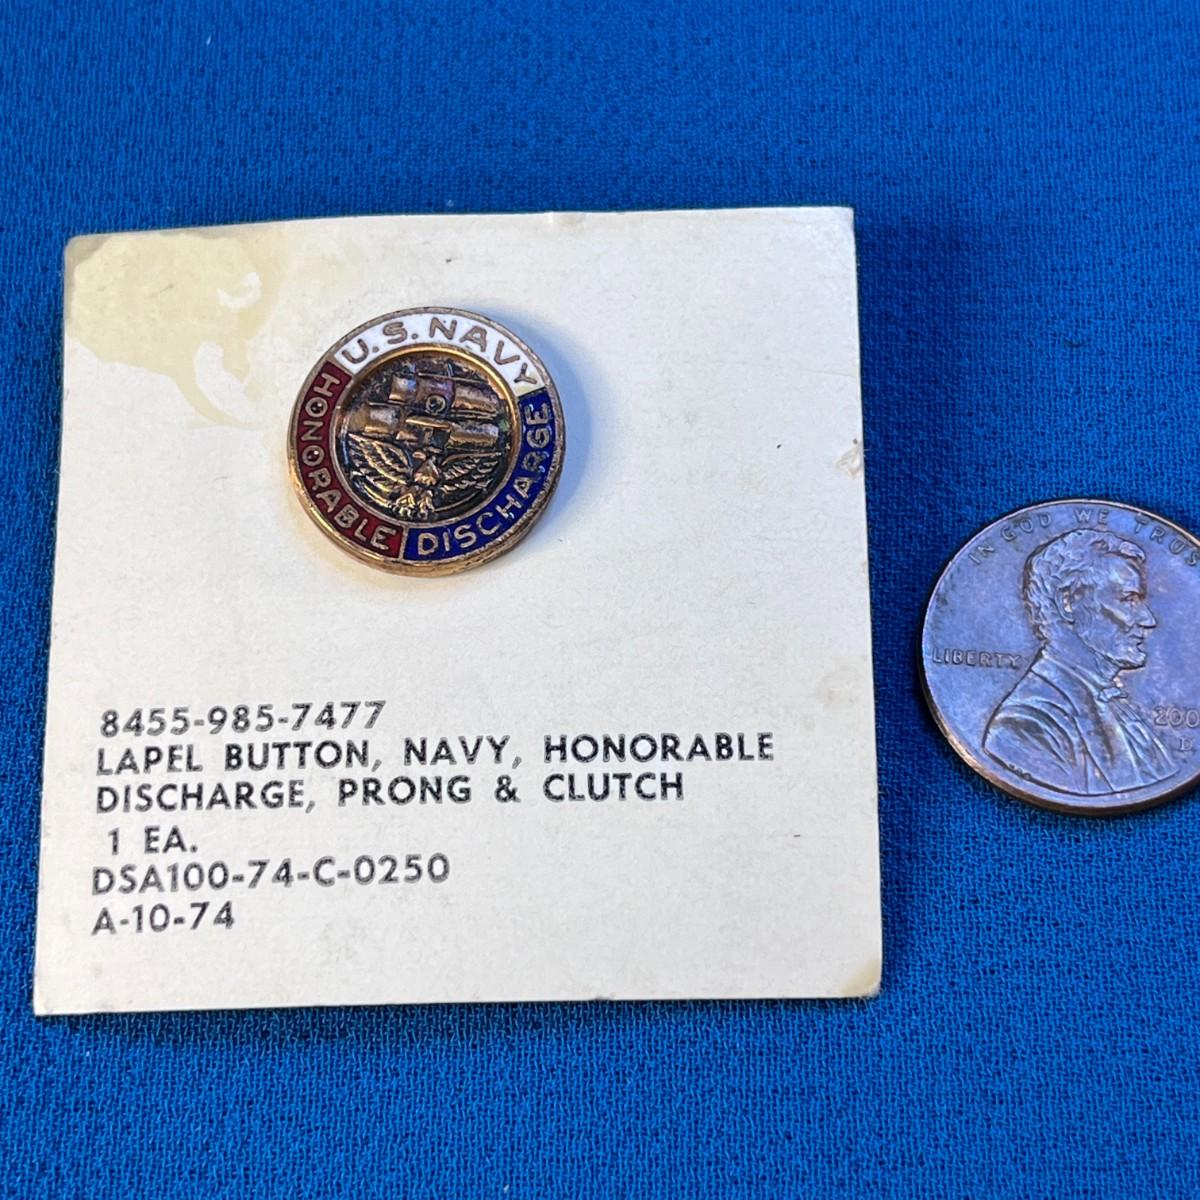 U.S. NAVY
HONORABLE
DISCHARGE
8455-985-7477
LAPEL BUTTON, NAVY, HONORABLE
DISCHARGE, PRONG & CLUTCH
1 EA.
DSA100-74-C-0250
A-10-74
IN GOD WE TRUS
LIBERTY